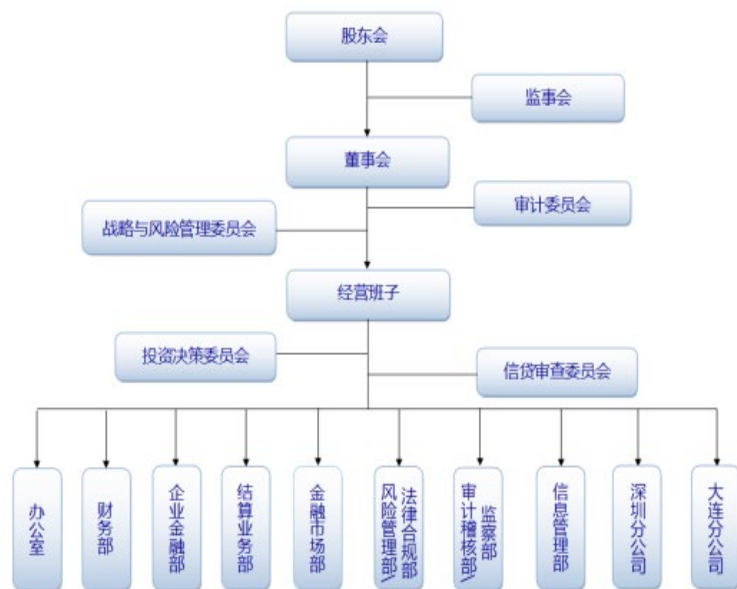 股东会
监事会
董事会
审计委员会
战略与风险管理委员会
经营班子
投资决策委员会
信贷审查委员会
办公室
财务部
企业金融部
结算业务部
金融市场部
风险管理部\
法律合规部
审计稽核部\
监察部
信息管理部
深圳分公司
大连分公司